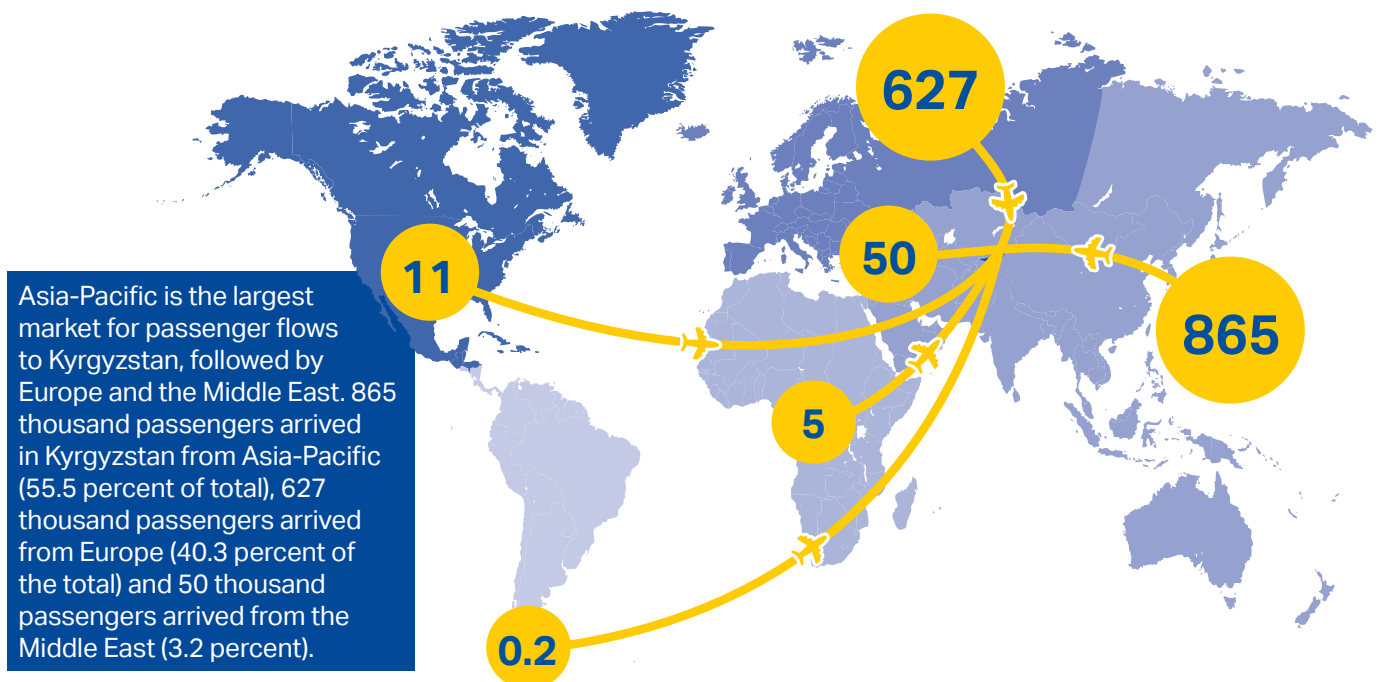 627
50
11
865
5
0.2
Asia-Pacific is the largest
market for passenger flows
to Kyrgyzstan, followed by
Europe and the Middle East. 865
thousand passengers arrived
in Kyrgyzstan from Asia-Pacific
(55.5 percent of total), 627
thousand passengers arrived
from Europe (40.3 percent of
the total) and 50 thousand
passengers arrived from the
Middle East (3.2 percent).